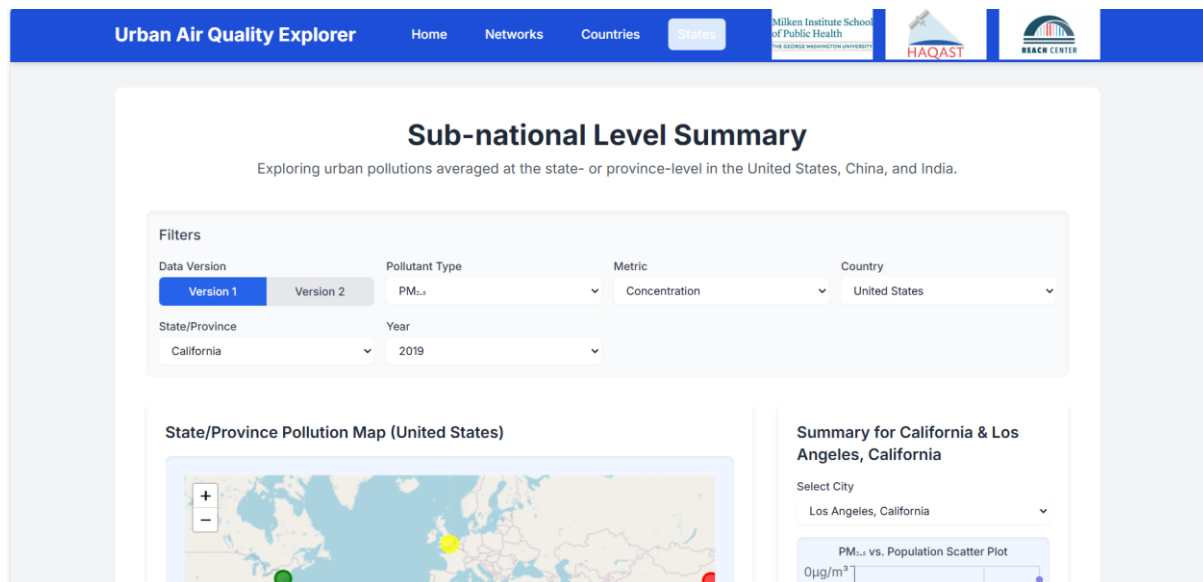 Urban Air Quality Explorer
Home
Networks
Countries
States
Milken Institute School
of Public Health
THE GEORGE WASHINGTON UNIVERSITY
HAQAST
REACH CENTER
Sub-national Level Summary
Exploring urban pollutions averaged at the state- or province-level in the United States, China, and India.
Filters
Data Version
Version 1
Version 2
Pollutant Type
PM₂.₅
Metric
Concentration
Country
United States
State/Province
California
Year
2019
State/Province Pollution Map (United States)
+
−
Summary for California & Los
Angeles, California
Select City
Los Angeles, California
PM₂.₅ vs. Population Scatter Plot
0μg/m³